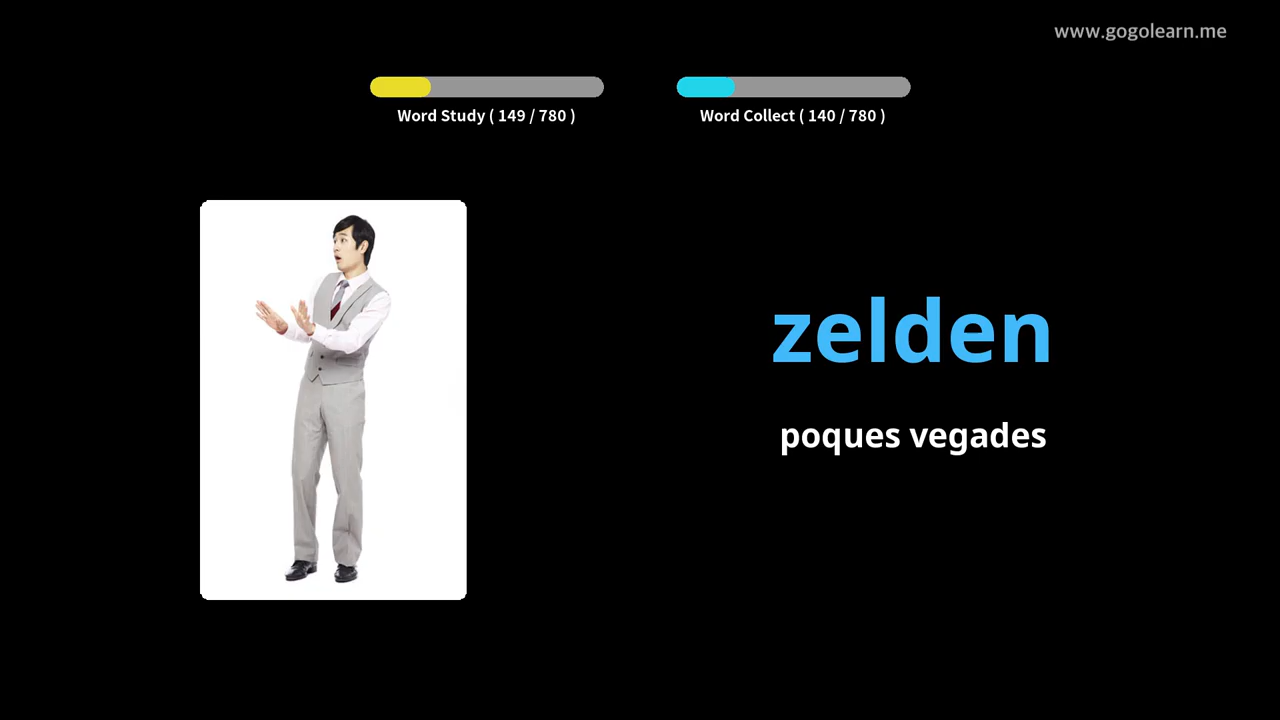 www.gogolearn.me
Word Study ( 149 / 780 )
Word Collect ( 140 / 780 )
zelden
poques vegades